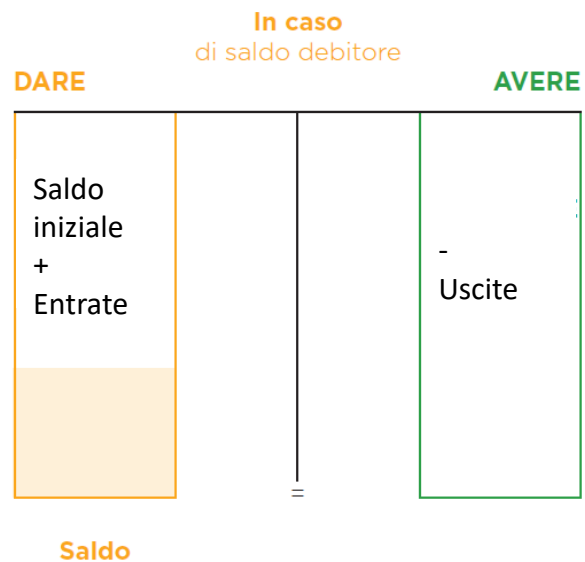 In caso
di saldo debitore
DARE
AVERE
Saldo
iniziale
+
Entrate
-
Uscite
=
Saldo